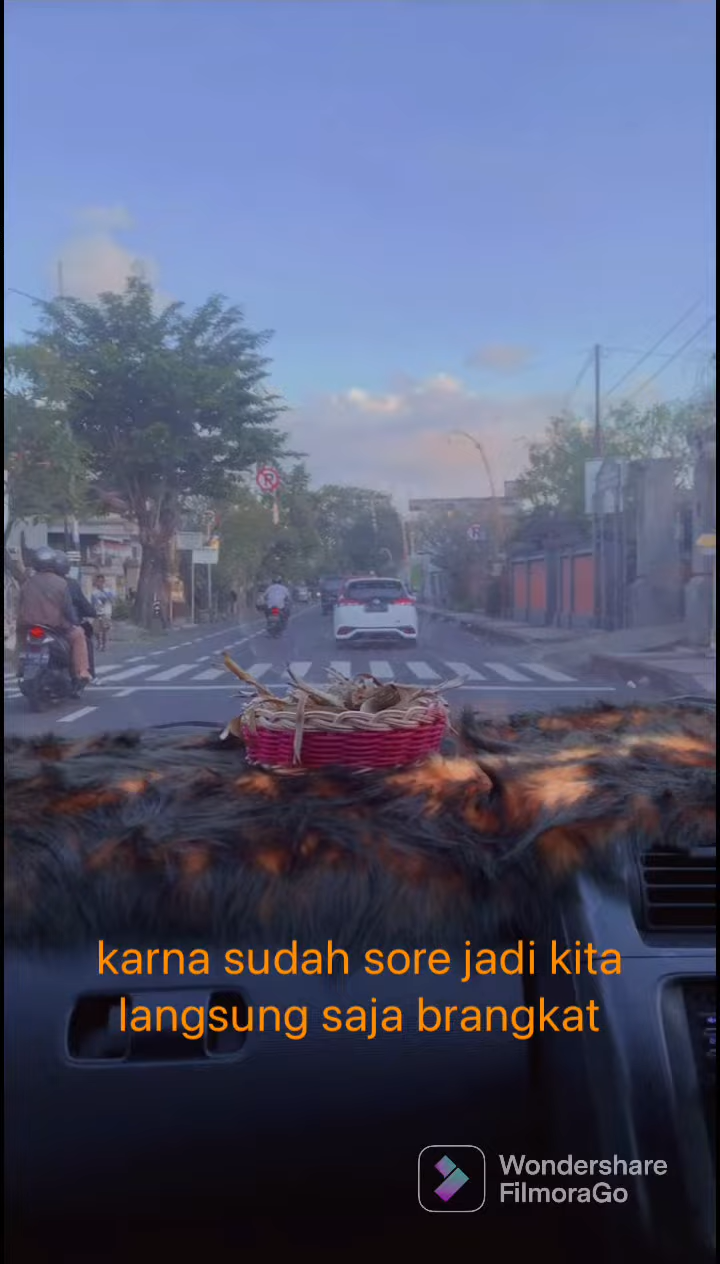 karna sudah sore jadi kita
langsung saja brangkat
Wondershare
FilmoraGo